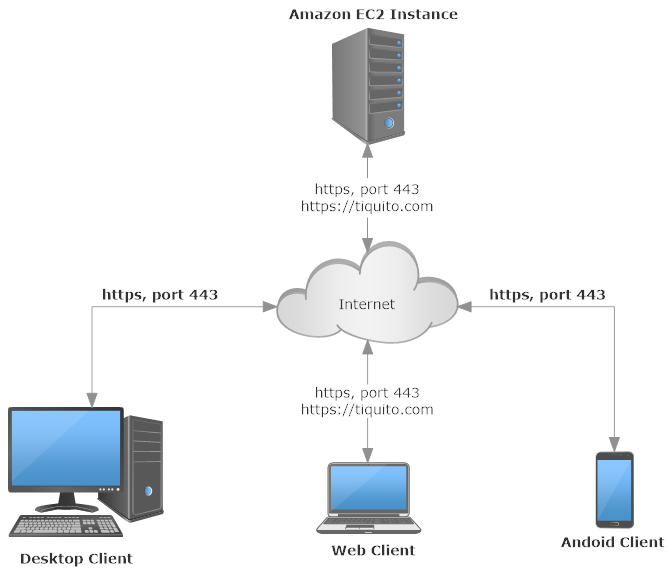 Amazon EC2 Instance
https, port 443
https://tiquito.com
https, port 443
Internet
https, port 443
https, port 443
https://tiquito.com
Desktop Client
Web Client
Andoid Client